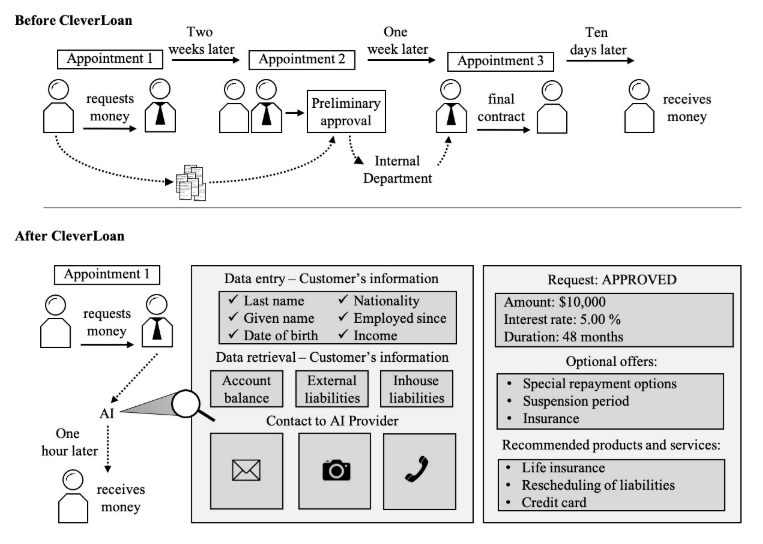 Before CleverLoan
Two
weeks later
One
week later
Ten
days later
Appointment 1
Appointment 2
Appointment 3
requests
money
Preliminary
approval
final
contract
receives
money
Internal
Department
After CleverLoan
Appointment 1
requests
money
AI
One
hour later
receives
money
Data entry – Customer's information
✓ Last name
✓ Nationality
✓ Given name
✓ Employed since
✓ Date of birth
✓ Income
Data retrieval – Customer's information
Account
balance
External
liabilities
Inhouse
liabilities
Contact to AI Provider
Request: APPROVED
Amount: $10,000
Interest rate: 5.00 %
Duration: 48 months
Optional offers:
• Special repayment options
• Suspension period
• Insurance
Recommended products and services:
• Life insurance
• Rescheduling of liabilities
• Credit card